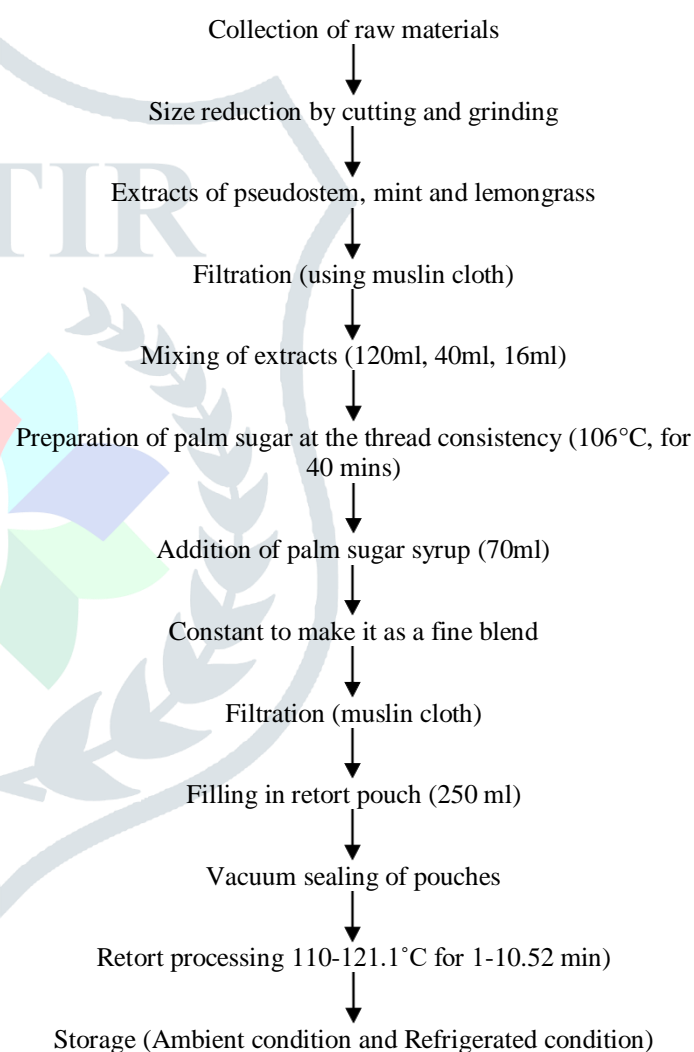 Collection of raw materials
Size reduction by cutting and grinding
Extracts of pseudostem, mint and lemongrass
TIR
Filtration (using muslin cloth)
Mixing of extracts (120ml, 40ml, 16ml)
Preparation of palm sugar at the thread consistency (106°C, for
40 mins)
Addition of palm sugar syrup (70ml)
Constant to make it as a fine blend
Filtration (muslin cloth)
Filling in retort pouch (250 ml)
Vacuum sealing of pouches
Retort processing 110-121.1˚C for 1-10.52 min)
Storage (Ambient condition and Refrigerated condition)